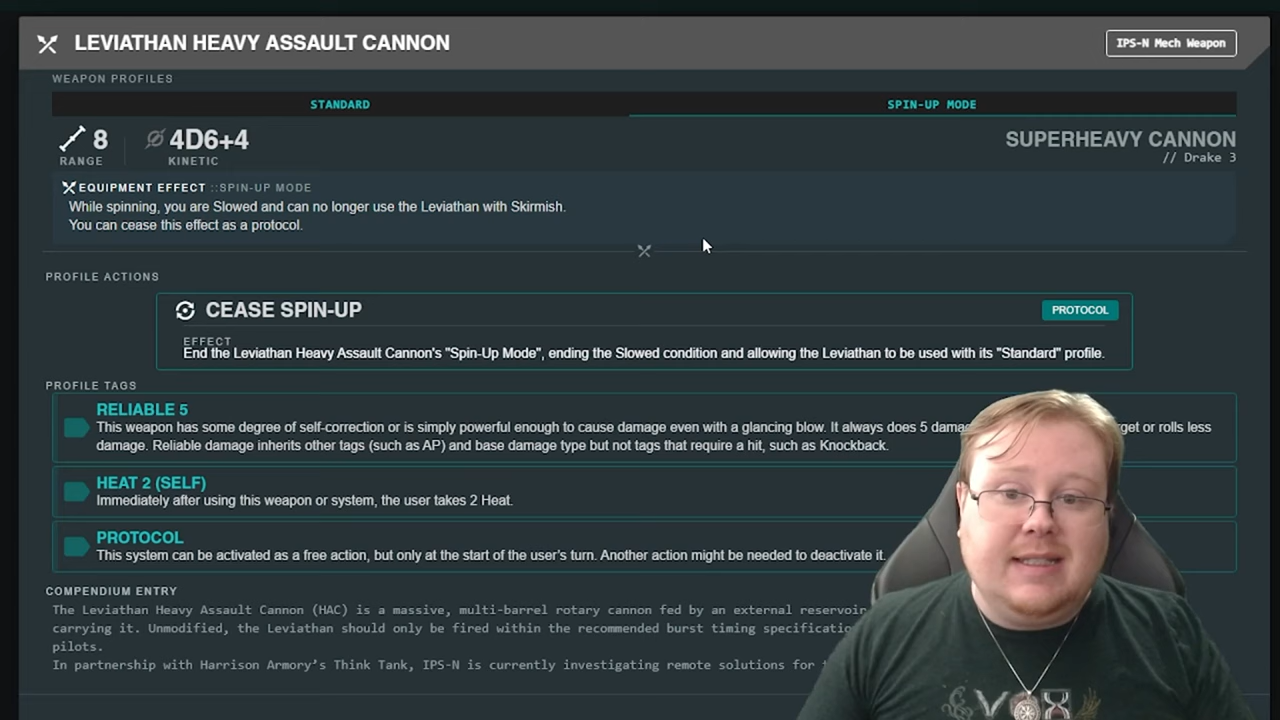 LEVIATHAN HEAVY ASSAULT CANNON
IPS-N Mech Weapon
WEAPON PROFILES
STANDARD
SPIN-UP MODE
8
4D6+4
RANGE
KINETIC
SUPERHEAVY CANNON
// Drake 3
EQUIPMENT EFFECT ::SPIN-UP MODE
While spinning, you are Slowed and can no longer use the Leviathan with Skirmish.
You can cease this effect as a protocol.
PROFILE ACTIONS
CEASE SPIN-UP
PROTOCOL
EFFECT
End the Leviathan Heavy Assault Cannon's "Spin-Up Mode", ending the Slowed condition and allowing the Leviathan to be used with its "Standard" profile.
PROFILE TAGS
RELIABLE 5
This weapon has some degree of self-correction or is simply powerful enough to cause damage even with a glancing blow. It always does 5 or rolls less
damage. Reliable damage inherits other tags (such as AP) and base damage type but not tags that require a hit, such as Knockback.
HEAT 2 (SELF)
Immediately after using this weapon or system, the user takes 2 Heat.
PROTOCOL
This system can be activated as a free action, but only at the start of the user's turn. Another action might be needed to deactivate it.
COMPENDIUM ENTRY
The Leviathan Heavy Assault Cannon (HAC) is a massive, multi-barrel rotary cannon fed by an external reservoir
carrying it. Unmodified, the Leviathan should only be fired within the recommended burst timing
pilots.
In partnership with Harrison Armory's Think Tank, IPS-N is currently investigating remote solutions for